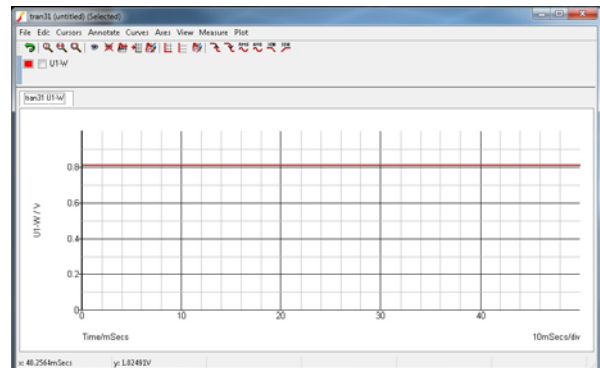 tran31 (untitled) (Selected)
File Edit Cursors Annotate Curves Axes View Measure Plot
U1-W
tran31 U1-W
0.8
0.6
0.4
0.2
0
U1-W / V
0 10 20 30 40
Time/mSecs 10mSecs/div
x: 48.2564mSecs y: 1.02491V